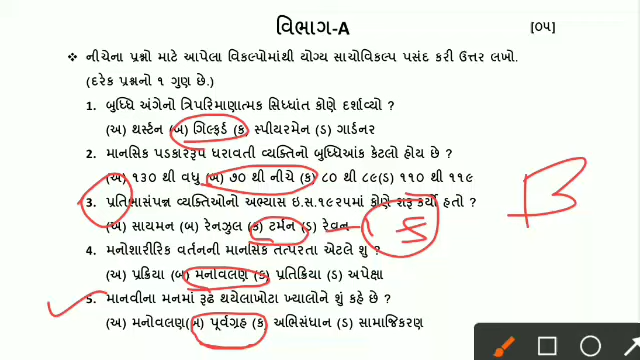 વિભાગ-A
[૦૫]
❖ નીચેના પ્રશ્નો માટે આપેલા વિકલ્પોમાંથી યોગ્ય સાચોવિકલ્પ પસંદ કરી ઉત્તર લખો.
(દરેક પ્રશ્નનો ૧ ગુણ છે.)
1. બુધ્ધિ અંગેનો ત્રિપરિમાણાત્મક સિધ્ધાંત કોણે દર્શાવ્યો ?
(અ) થર્સ્ટન (બ) ગિલ્ફર્ડ (ક) સ્પીયરમેન (ડ) ગાર્ડનર
2. માનસિક પડકારરૂપ ધરાવતી વ્યક્તિનો બુધ્ધિઆંક કેટલો હોય છે ?
(અ) ૧૩૦ થી વધુ (બ) ૭૦ થી નીચે (ક) ૮૦ થી ૮૯ (ડ) ૧૧૦ થી ૧૧૯
3. પ્રતિભાસંપન્ન વ્યક્તિઓનો અભ્યાસ ઇ.સ.૧૯૨૫માં કોણે શરૂ કર્યો હતો ?
(અ) સાયમન (બ) રેનઝુલ (ક) ટર્મન (ડ) રેવન
ક
B
4. મનોશારીરિક વર્તનની માનસિક તત્પરતા એટલે શુ ?
(અ) પ્રક્રિયા (બ) મનાવલણ (ક) પ્રતિક્રિયા (ડ) અપેક્ષા
5. માનવીના મનમાં રૂઢ થયેલાખોટા ખ્યાલોને શું કહે છે ?
(અ) મનોવલણ (બ) પૂર્વગ્રહ (ક) અભિસંધાન (ડ) સામાજિકરણ